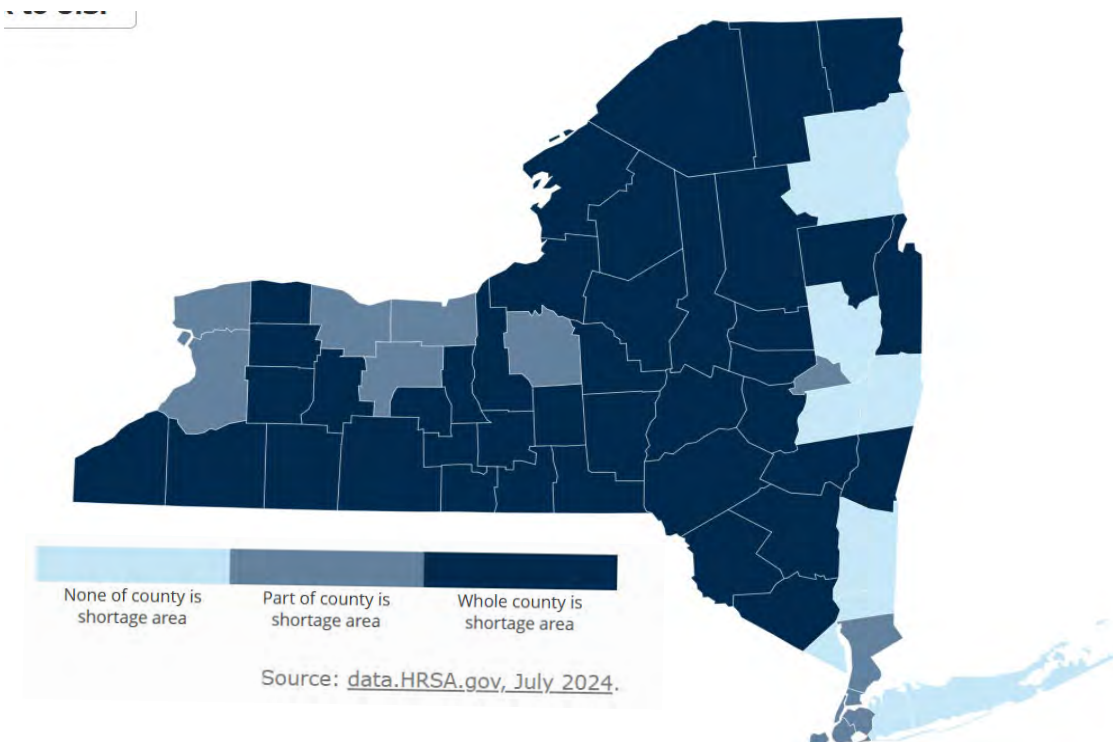 None of county is
shortage area
Part of county is
shortage area
Whole county is
shortage area
Source: data.HRSA.gov, July 2024.